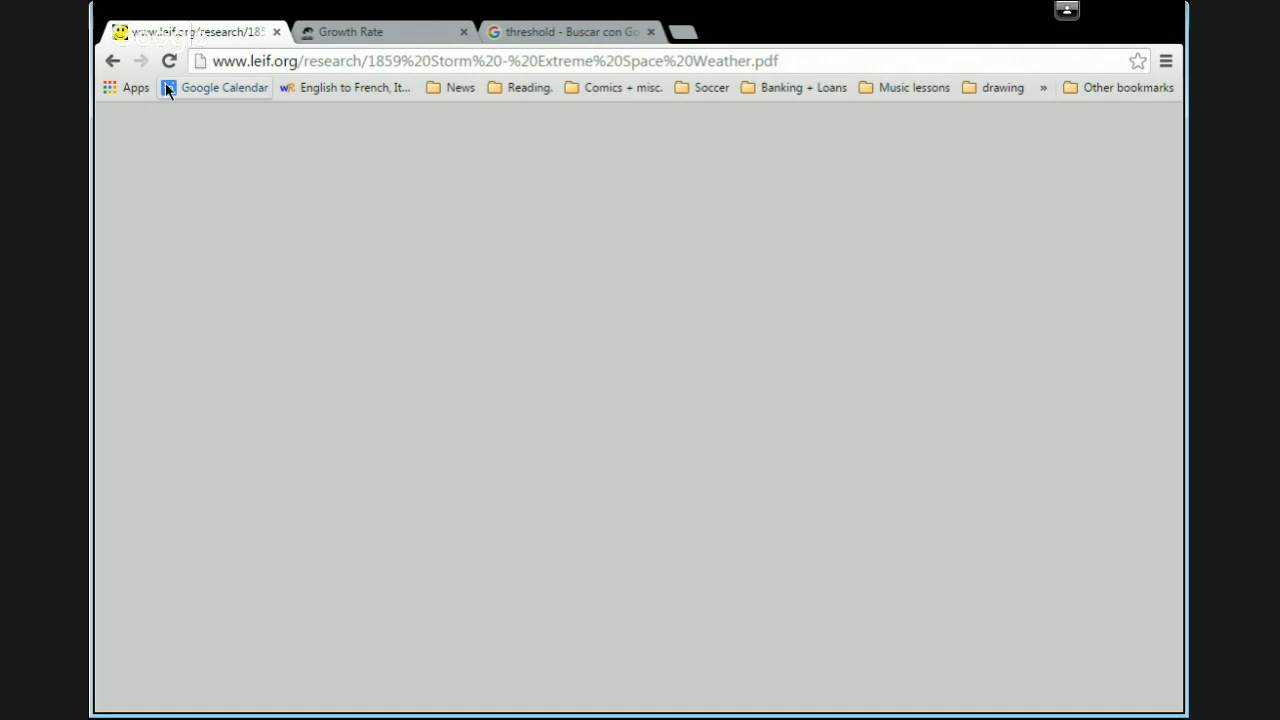 www.leif.org/research/185
Growth Rate
threshold - Buscar con Go
www.leif.org/research/1859%20Storm%20-%20Extreme%20Space%20Weather.pdf
Apps Google Calendar wR English to French, It... News Reading. Comics + misc. Soccer Banking + Loans Music lessons drawing » Other bookmarks